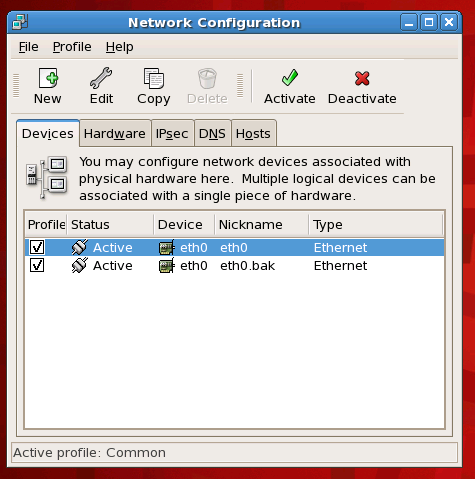 Network Configuration
File Profile Help
New Edit Copy Delete Activate Deactivate
Devices Hardware IPsec DNS Hosts
You may configure network devices associated with
physical hardware here. Multiple logical devices can be
associated with a single piece of hardware.
Profile Status Device Nickname Type
Active eth0 eth0 Ethernet
Active eth0 eth0.bak Ethernet
Active profile: Common